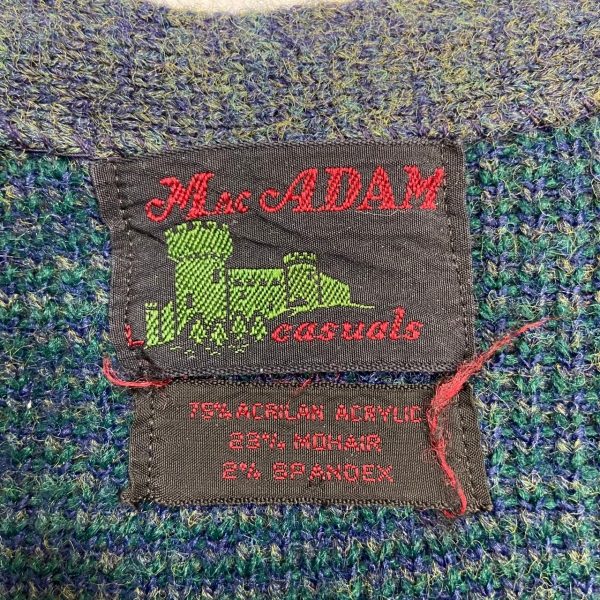 Mac ADAM
casuals
75% ACRILAN ACRYLIC
23% MOHAIR
2% SPANDEX